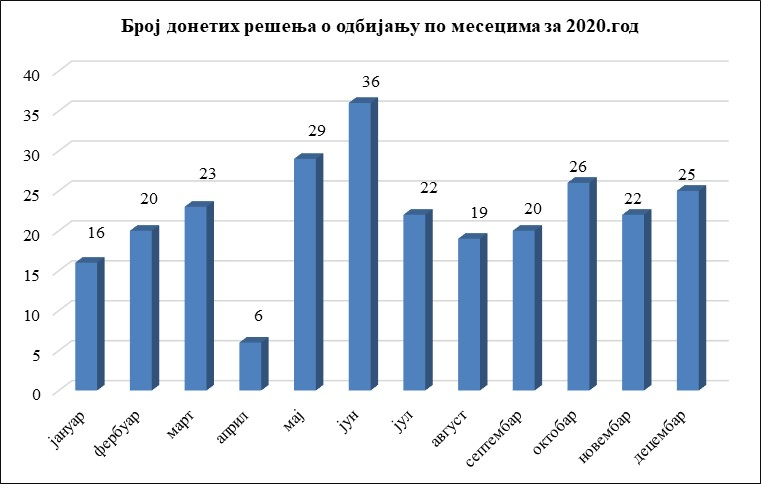 Број донетих решења о одбијању по месецима за 2020.год
40
35
30
25
20
15
10
5
0
16
20
23
6
29
36
22
19
20
26
22
25
јануар
фербуар
март
април
мај
јун
јул
август
септембар
октобар
новембар
децембар